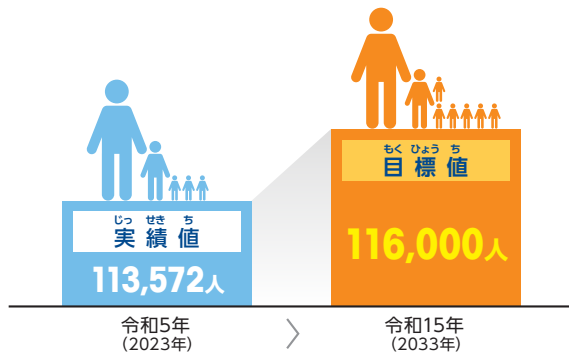 じっ せき ち
実績値
113,572人
令和5年
（2023年）
もく ひょう ち
目標値
116,000人
令和15年
（2033年）